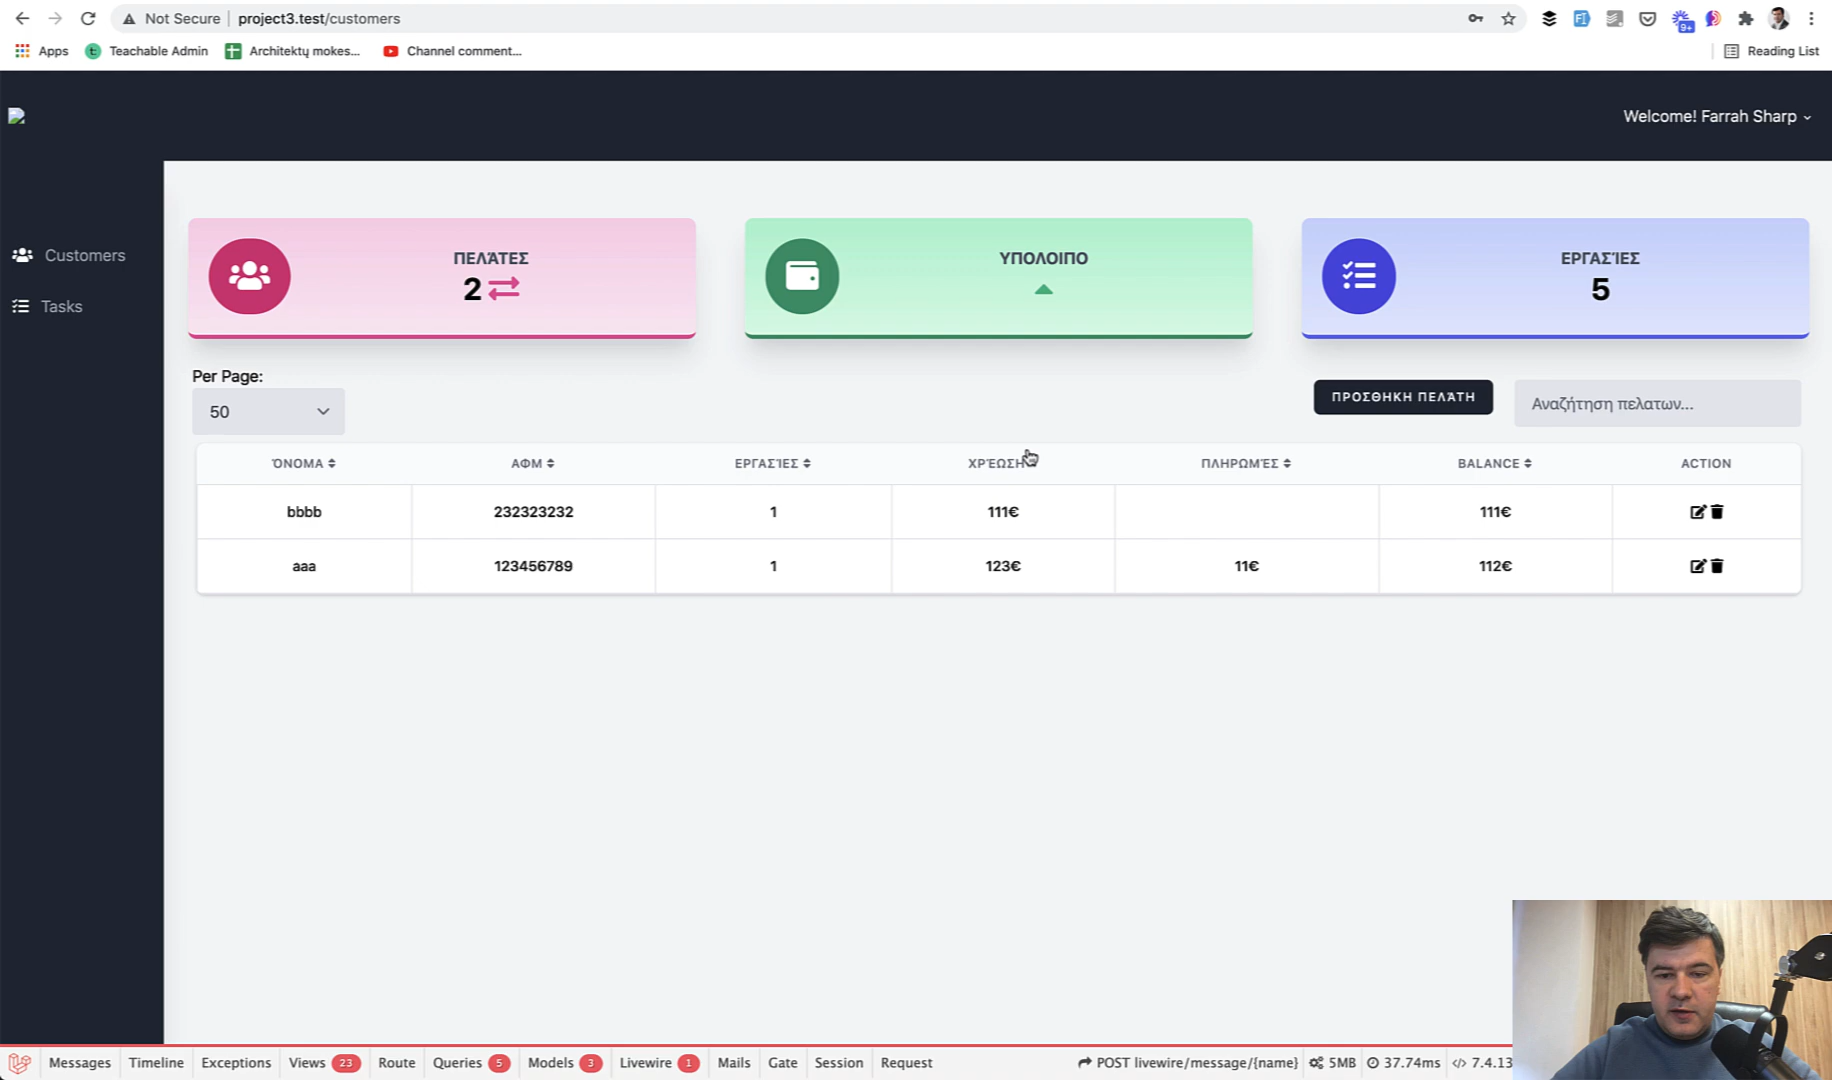 Not Secure project3.test/customers
9+
Apps Teachable Admin Architektų mokes... Channel comment... Reading List
Welcome! Farrah Sharp
Customers
Tasks
ΠΕΛΆΤΕΣ
2
ΥΠΟΛΟΙΠΟ
ΕΡΓΑΣΊΕΣ
5
Per Page:
50
ΠΡΟΣΘΗΚΗ ΠΕΛΆΤΗ
Αναζήτηση πελατων...
ΌΝΟΜΑ ΑΦΜ ΕΡΓΑΣΊΕΣ ΧΡΈΩΣΗ ΠΛΗΡΩΜΈΣ BALANCE ACTION
bbbb 232323232 1 111€ 111€
aaa 123456789 1 123€ 11€ 112€
Messages Timeline Exceptions Views 23 Route Queries 5 Models 3 Livewire 1 Mails Gate Session Request POST livewire/message/{name} 5MB 37.74ms 7.4.13